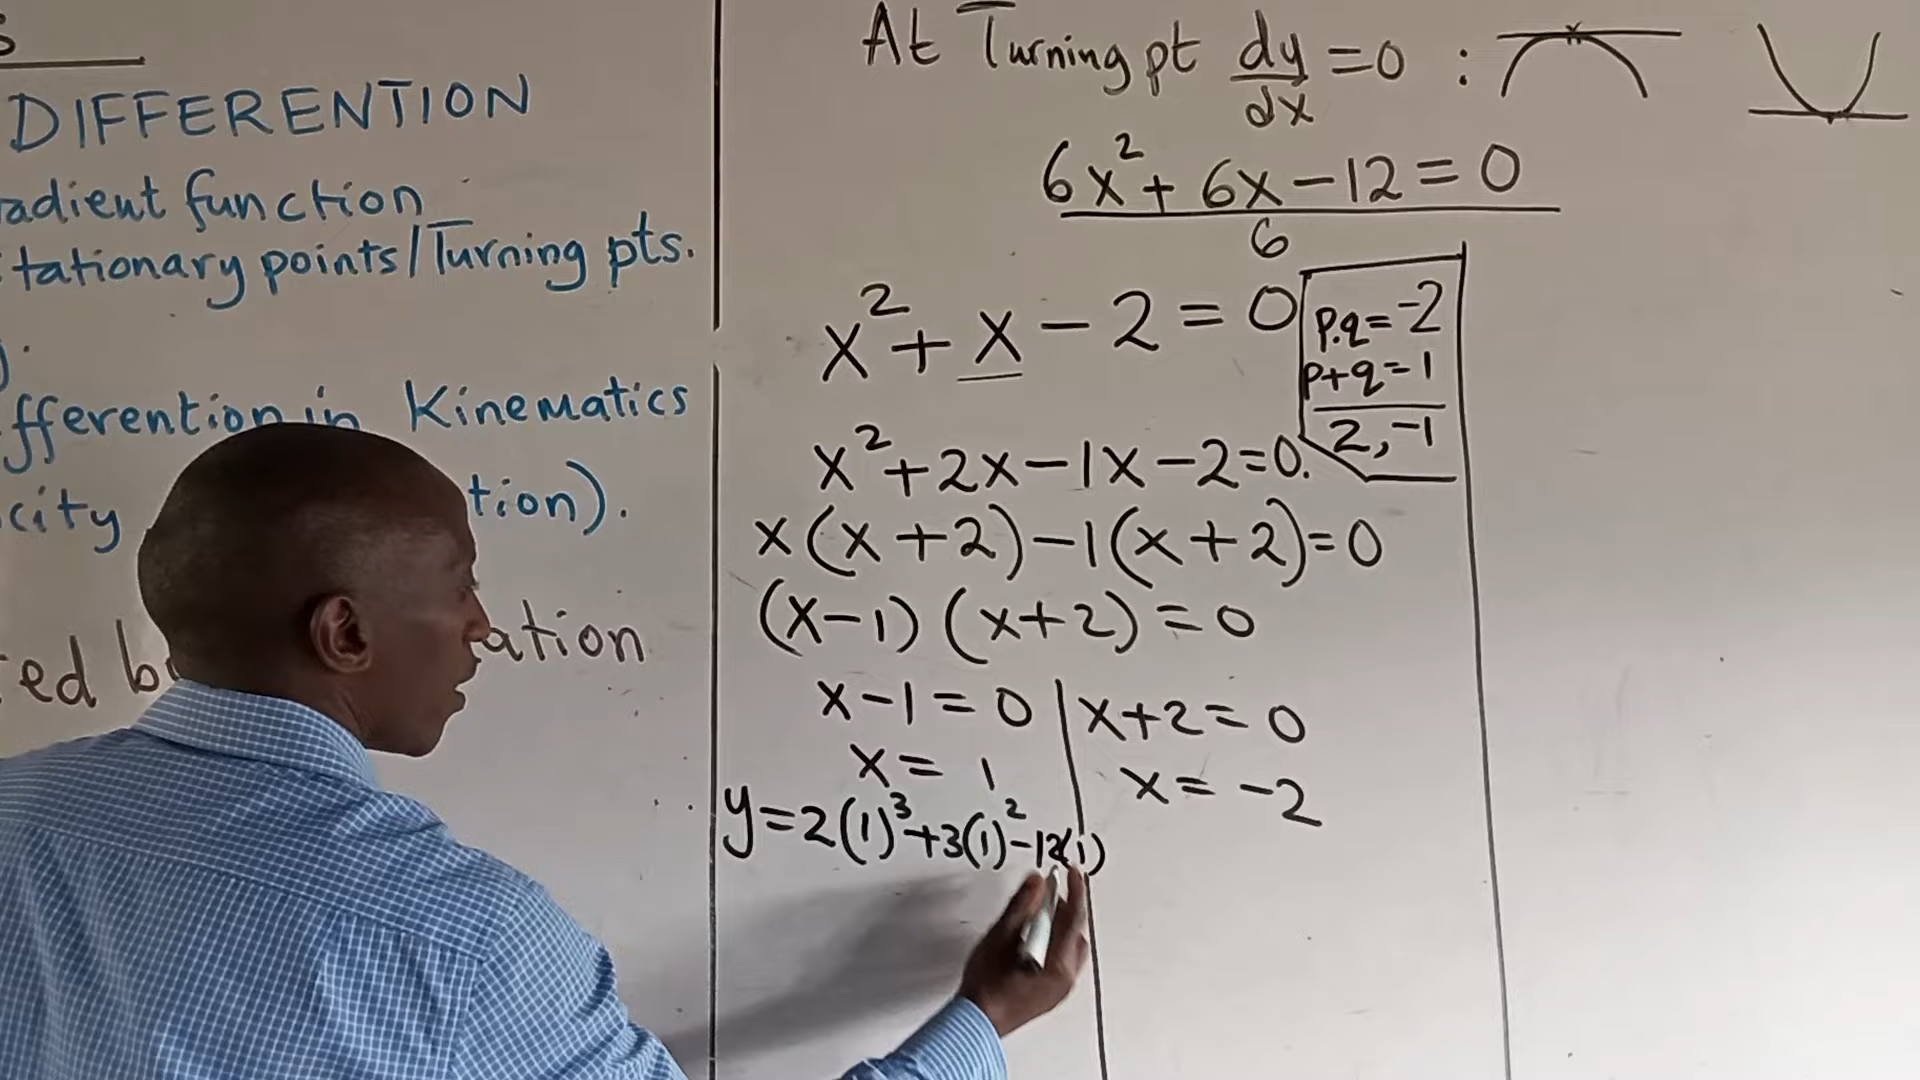 DIFFERENTION
adient function
tationary points/Turning pts.
fferention in Kinematics
city tion).
ed b ation
At Turning pt dy/dx = 0 :
6x² + 6x - 12 = 0
6
x² + x - 2 = 0
p.q = -2
p+q = 1
2, -1
x² + 2x - 1x - 2 = 0.
x(x + 2) - 1(x + 2) = 0
(x - 1) (x + 2) = 0
x - 1 = 0
x = 1
y = 2(1)³ + 3(1)² - 12(1)
x + 2 = 0
x = -2